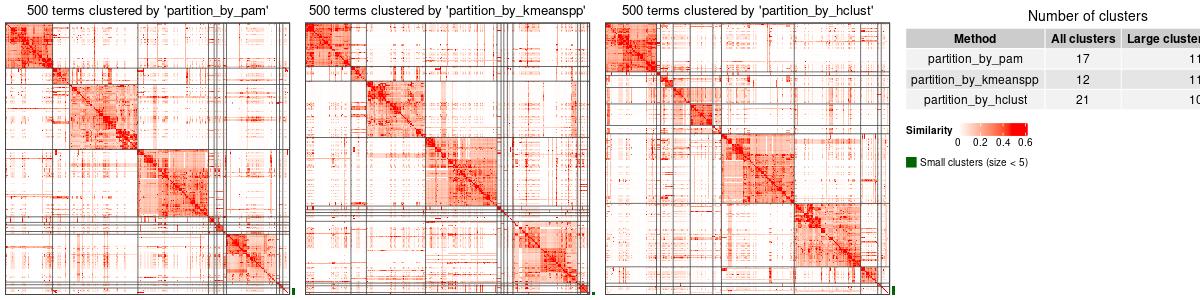 500 terms clustered by 'partition_by_pam'
500 terms clustered by 'partition_by_kmeanspp'
500 terms clustered by 'partition_by_hclust'
Number of clusters
Method All clusters Large cluster
partition_by_pam 17 11
partition_by_kmeanspp 12 11
partition_by_hclust 21 10
Similarity
0 0.2 0.4 0.6
Small clusters (size < 5)